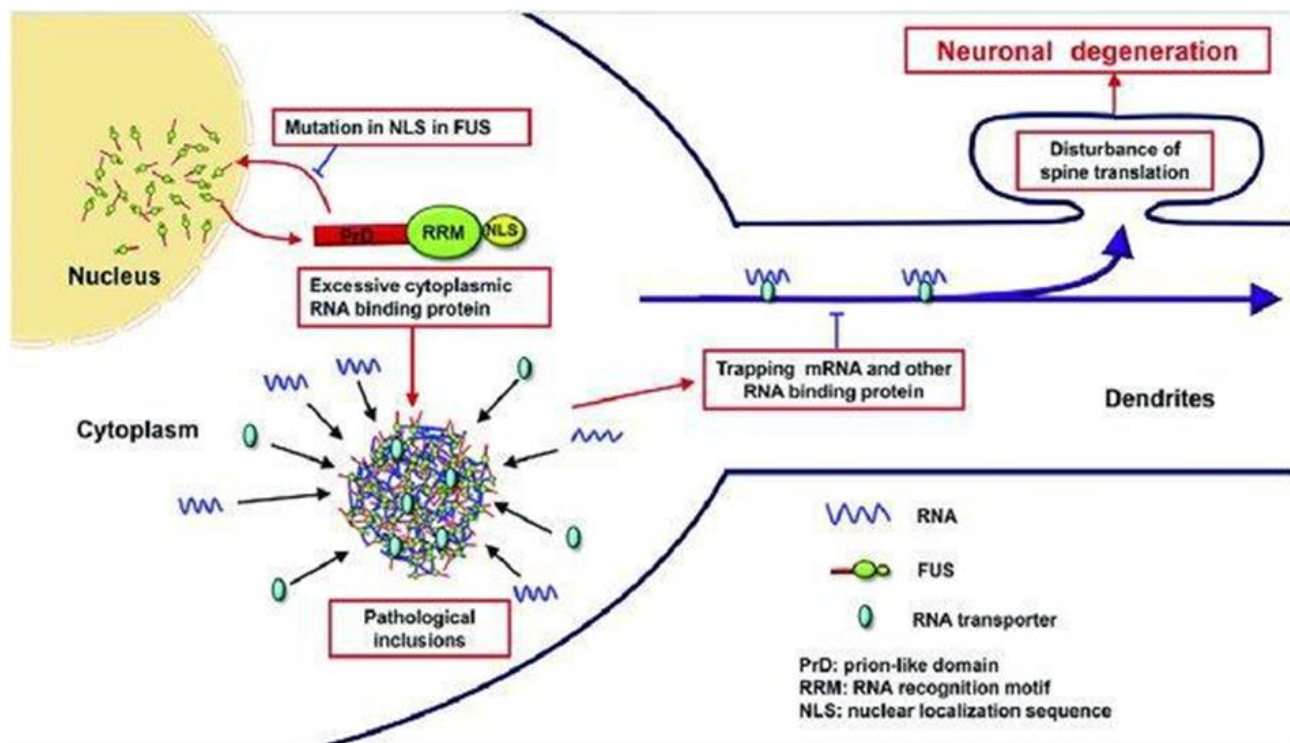 Neuronal degeneration
Mutation in NLS in FUS
Disturbance of
spine translation
PrD
RRM
NLS
Nucleus
Excessive cytoplasmic
RNA binding protein
Trapping mRNA and other
RNA binding protein
Dendrites
Cytoplasm
Pathological
inclusions
RNA
FUS
RNA transporter
PrD: prion-like domain
RRM: RNA recognition motif
NLS: nuclear localization sequence